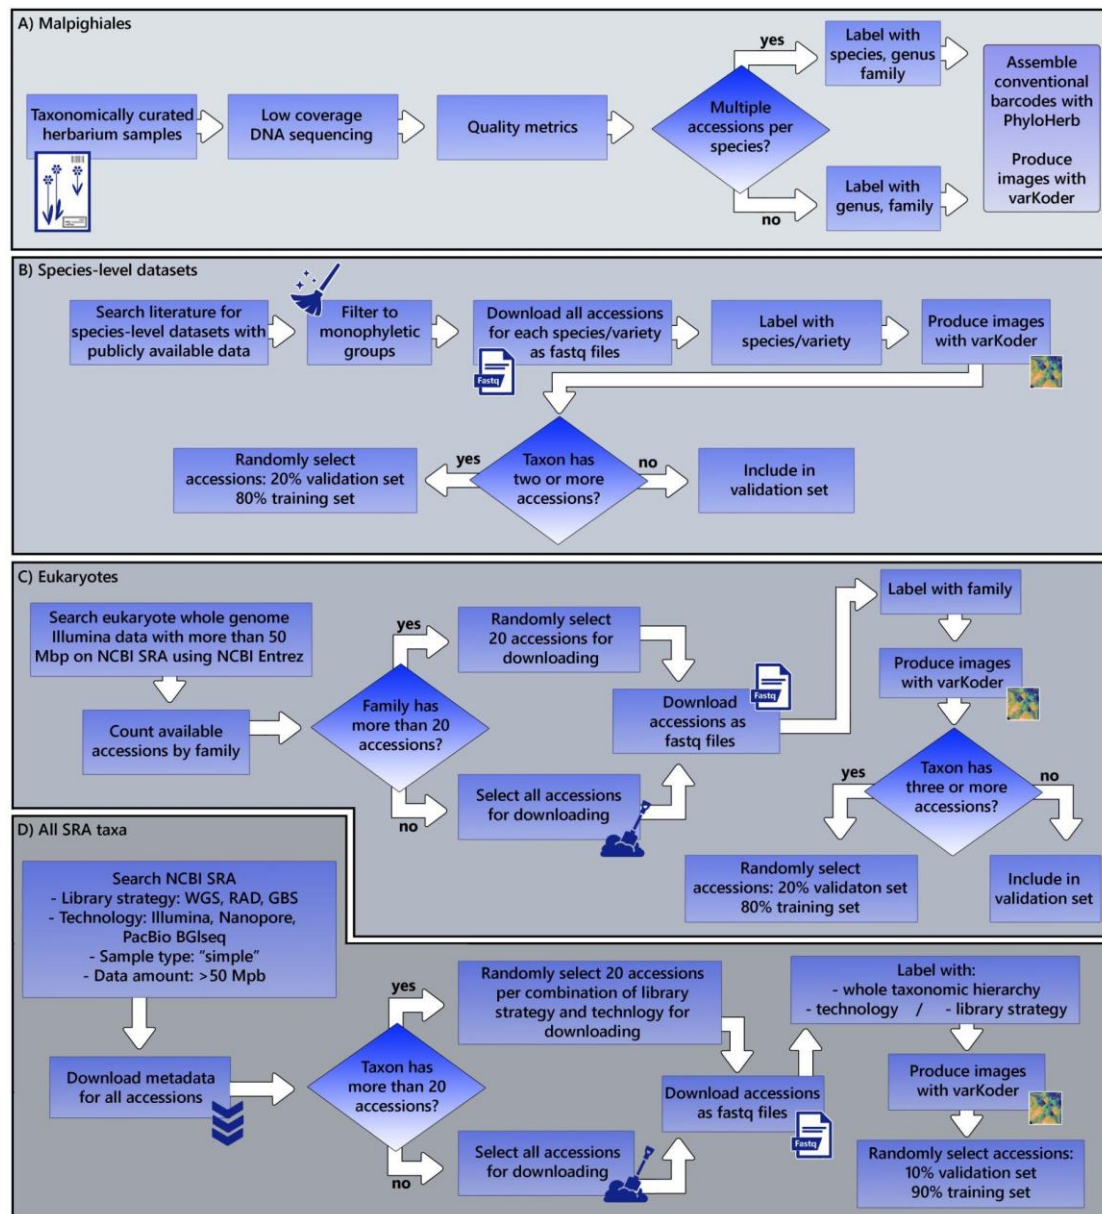 A) Malpighiales
Taxonomically curated
herbarium samples
Low coverage
DNA sequencing
Quality metrics
Multiple
accessions per
species?
yes
Label with
species, genus
family
no
Label with
genus, family
Assemble
conventional
barcodes with
PhyloHerb
Produce
images with
varKoder
B) Species-level datasets
Search literature for
species-level datasets with
publicly available data
Filter to
monophyletic
groups
Download all accessions
for each species/variety
as fastq files
Fastq
Label with
species/variety
Produce images
with varKoder
Taxon has
two or more
accessions?
yes
Randomly select
accessions: 20% validation set
80% training set
no
Include in
validation set
C) Eukaryotes
Search eukaryote whole genome
Illumina data with more than 50
Mbp on NCBI SRA using NCBI Entrez
Count available
accessions by family
Family has
more than 20
accessions?
yes
Randomly select
20 accessions for
downloading
no
Select all accessions
for downloading
Download
accessions as
fastq files
Fastq
Label with family
Produce images
with varKoder
Taxon has
three or more
accessions?
yes
Randomly select
accessions: 20% validaton set
80% training set
no
Include in
validation set
D) All SRA taxa
Search NCBI SRA
- Library strategy: WGS, RAD, GBS
- Technology: Illumina, Nanopore,
PacBio BGIseq
- Sample type: "simple"
- Data amount: >50 Mpb
Download metadata
for all accessions
Taxon has
more than 20
accessions?
yes
Randomly select 20 accessions
per combination of library
strategy and technlogy for
downloading
no
Select all accessions
for downloading
Download accessions
as fastq files
Fastq
Label with:
- whole taxonomic hierarchy
- technology / - library strategy
Produce images
with varKoder
Randomly select accessions:
10% validation set
90% training set